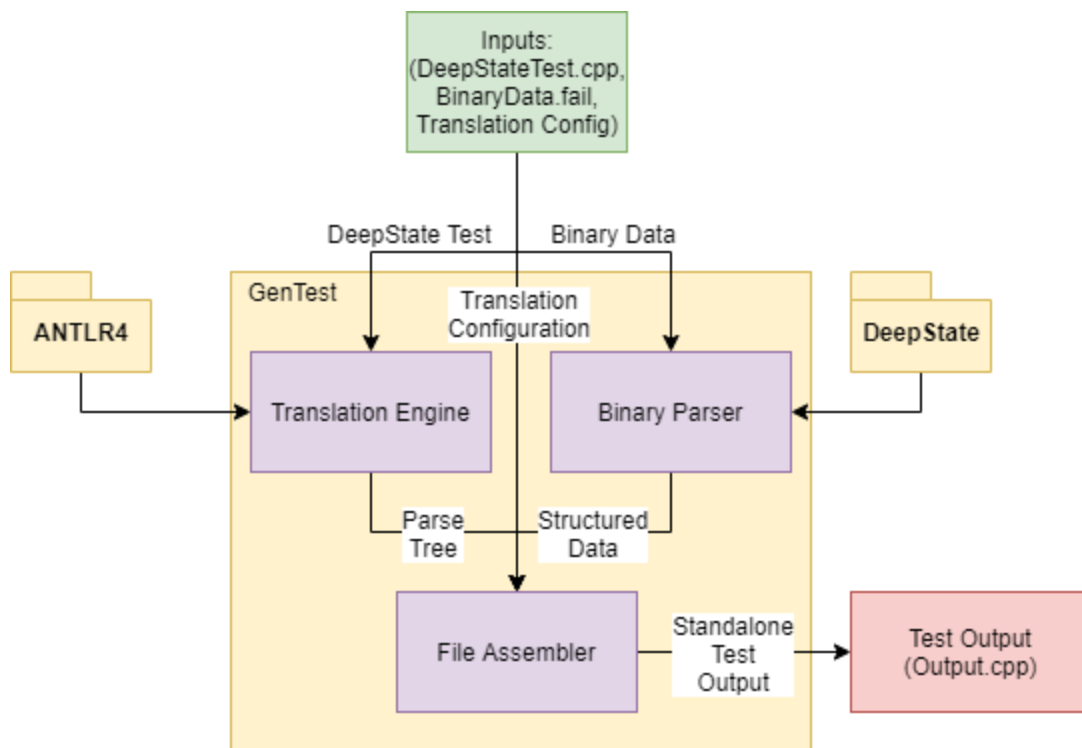 Inputs:
(DeepStateTest.cpp,
BinaryData.fail,
Translation Config)
DeepState Test
Binary Data
GenTest
Translation
Configuration
ANTLR4
DeepState
Translation Engine
Binary Parser
Parse
Tree
Structured
Data
File Assembler
Standalone
Test
Output
Test Output
(Output.cpp)